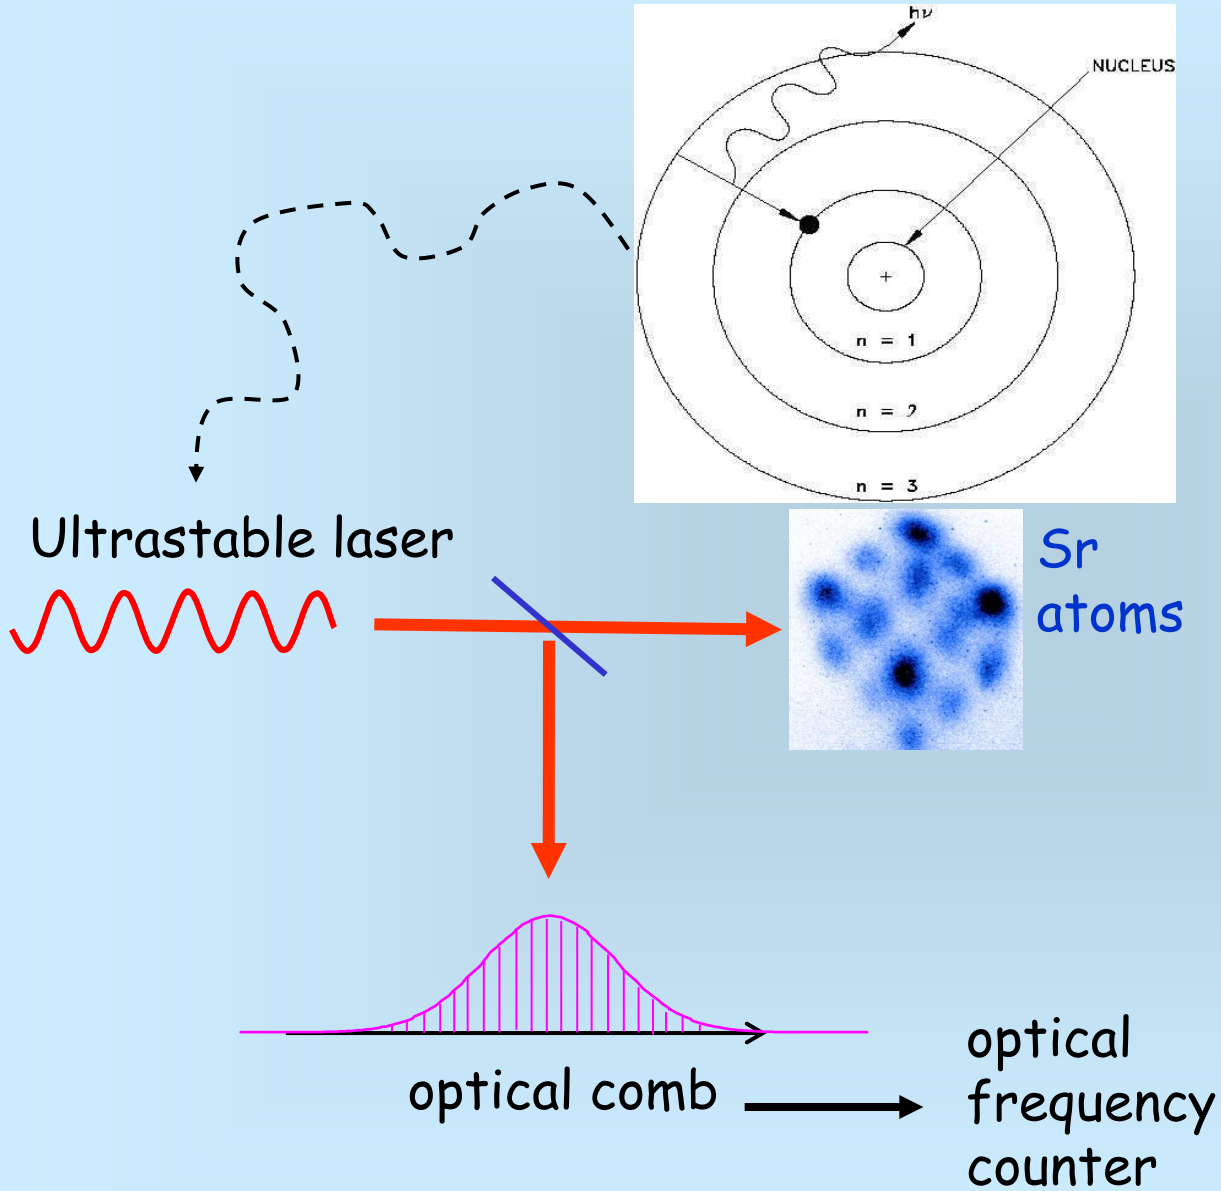 hν
NUCLEUS
n = 1
n = 2
n = 3
Ultrastable laser
Sr
atoms
optical comb
optical
frequency
counter